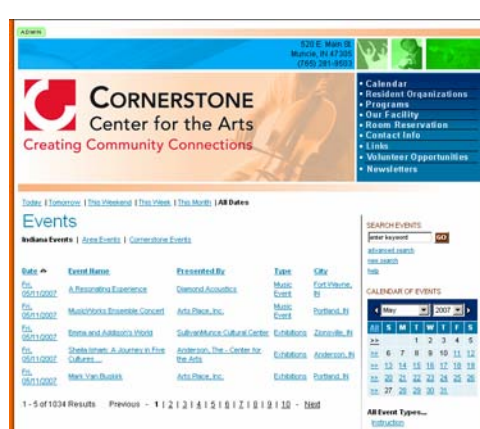 ADMIN
520 E. Main St.
Muncie, IN 47305
(765) 281-9503
CORNERSTONE
Center for the Arts
Creating Community Connections
• Calendar
• Resident Organizations
• Programs
• Our Facility
• Room Reservation
• Contact Info
• Links
• Volunteer Opportunities
• Newsletters
Today | Tomorrow | This Weekend | This Week | This Month | All Dates
Events
Indiana Events | Area Events | Cornerstone Events
Date Event Name Presented By Type City
Fri, 05/11/2007 A Resonating Experience Diamond Acoustics Music Event Fort Wayne, IN
Fri, 05/11/2007 MusicWorks Ensemble Concert Arts Place, Inc. Music Event Portland, IN
Fri, 05/11/2007 Emma and Addison's World SullivanMunce Cultural Center Exhibitions Zionsville, IN
Fri, 05/11/2007 Sheila Isham: A Journey in Five Cultures ... Anderson, The - Center for the Arts Exhibitions Anderson, IN
Fri, 05/11/2007 Mark Van Buskirk Arts Place, Inc. Exhibitions Portland, IN
1 - 5 of 1034 Results Previous - 1 | 2 | 3 | 4 | 5 | 6 | 7 | 8 | 9 | 10 - Next
SEARCH EVENTS
enter keyword GO
advanced search
new search
help
CALENDAR OF EVENTS
May 2007
All S M T W T F S
>> 1 2 3 4 5
>> 6 7 8 9 10 11 12
>> 13 14 15 16 17 18 19
>> 20 21 22 23 24 25 26
>> 27 28 29 30 31
All Event Types...
Instruction